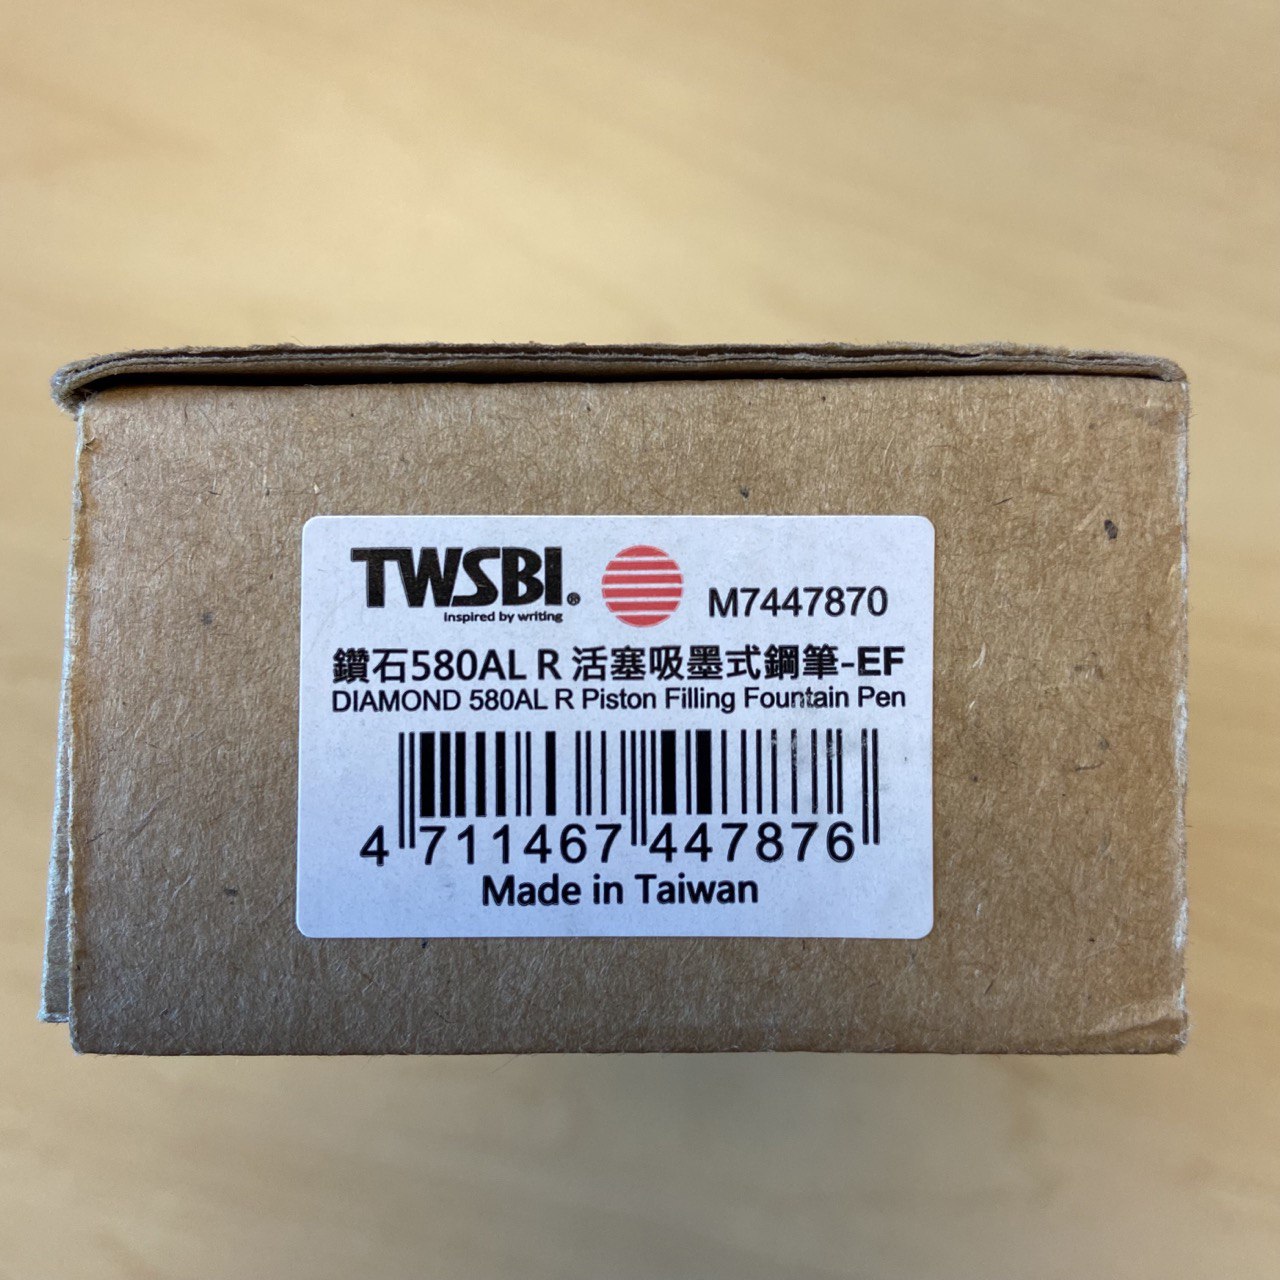 TWSBI®
Inspired by writing
M7447870
鑽石580AL R 活塞吸墨式鋼筆-EF
DIAMOND 580AL R Piston Filling Fountain Pen
4 711467 447876
Made in Taiwan